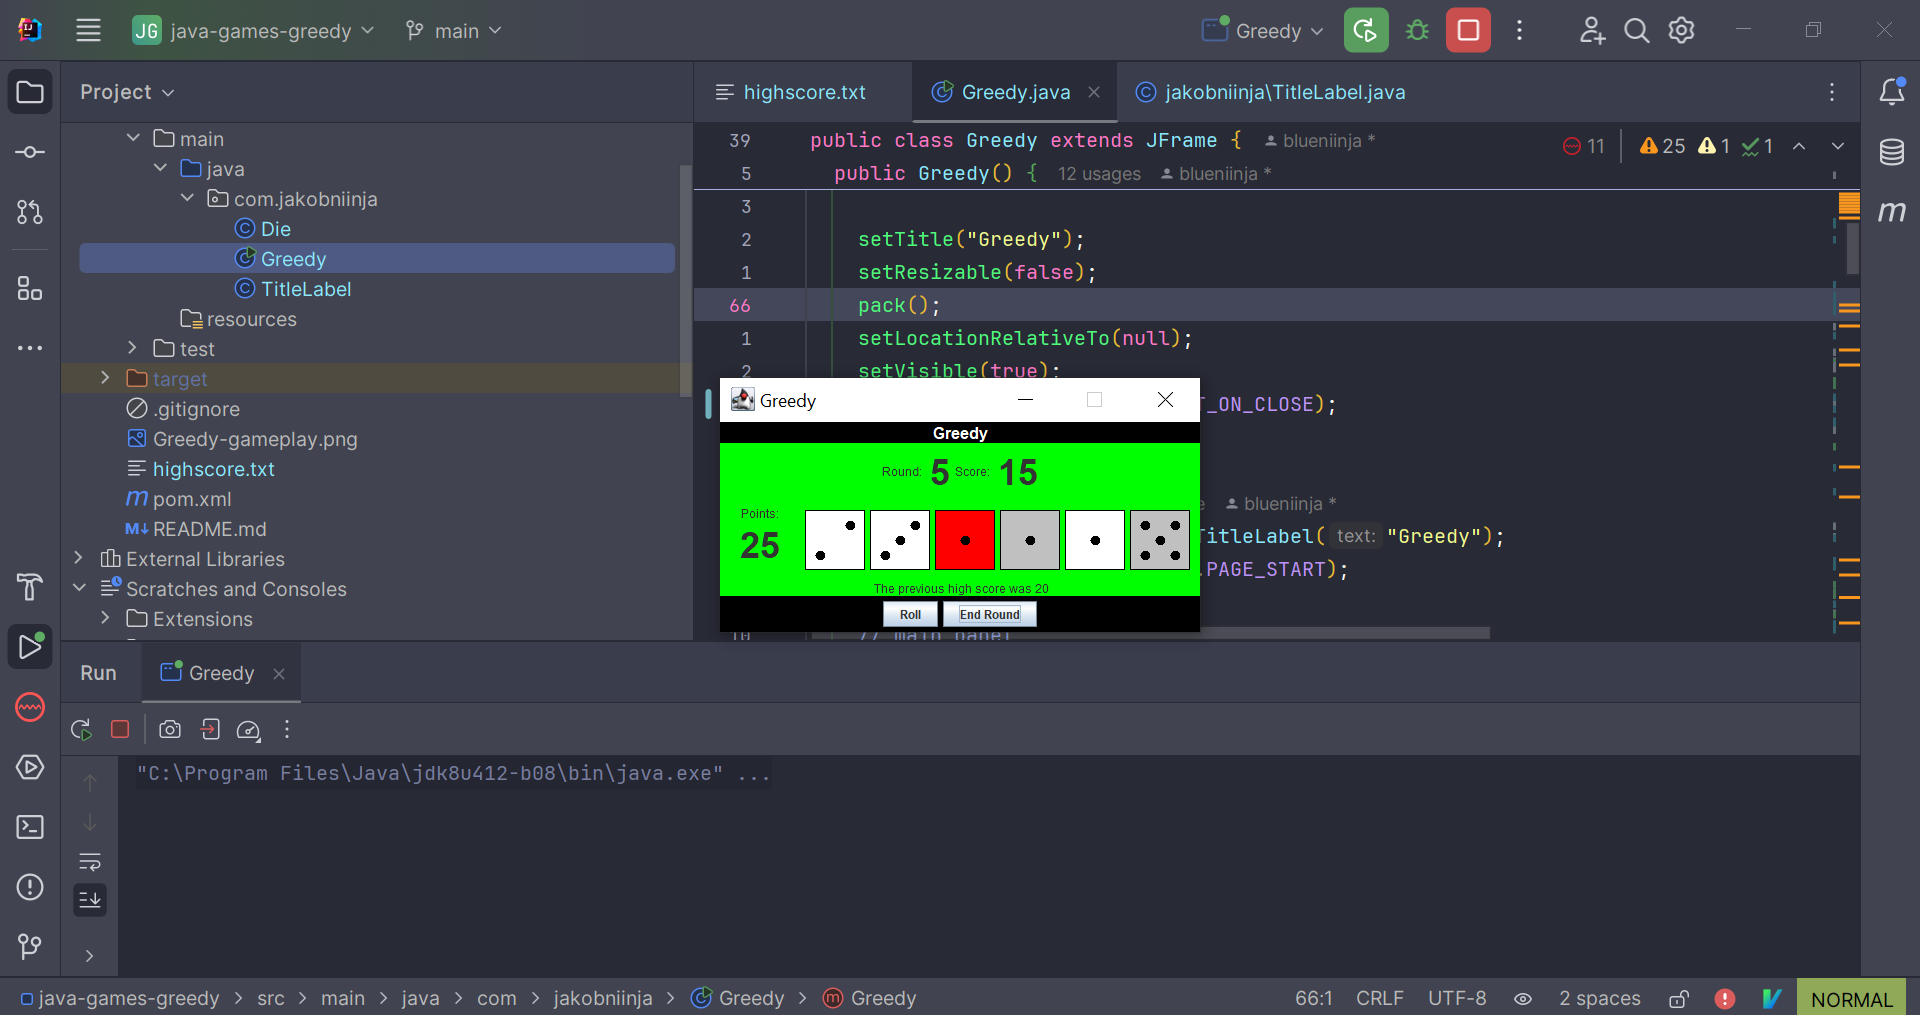 JG java-games-greedy main Greedy
Project
highscore.txt Greedy.java jakobniinja\TitleLabel.java
main
java
com.jakobniinja
Die
Greedy
TitleLabel
resources
test
target
.gitignore
Greedy-gameplay.png
highscore.txt
m pom.xml
M↓ README.md
External Libraries
Scratches and Consoles
Extensions
39 public class Greedy extends JFrame { blueniinja *
11 25 1 1
5 public Greedy() { 12 usages blueniinja *
3
2 setTitle("Greedy");
1 setResizable(false);
66 pack();
1 setLocationRelativeTo(null);
2 setVisible(true);
T_ON_CLOSE);
blueniinja *
TitleLabel( text: "Greedy");
.PAGE_START);
10 // main panel
Greedy
Greedy
Round: 5 Score: 15
Points:
25
The previous high score was 20
Roll End Round
Run Greedy
"C:\Program Files\Java\jdk8u412-b08\bin\java.exe" ...
java-games-greedy > src > main > java > com > jakobniinja > Greedy > m Greedy
66:1 CRLF UTF-8 2 spaces NORMAL